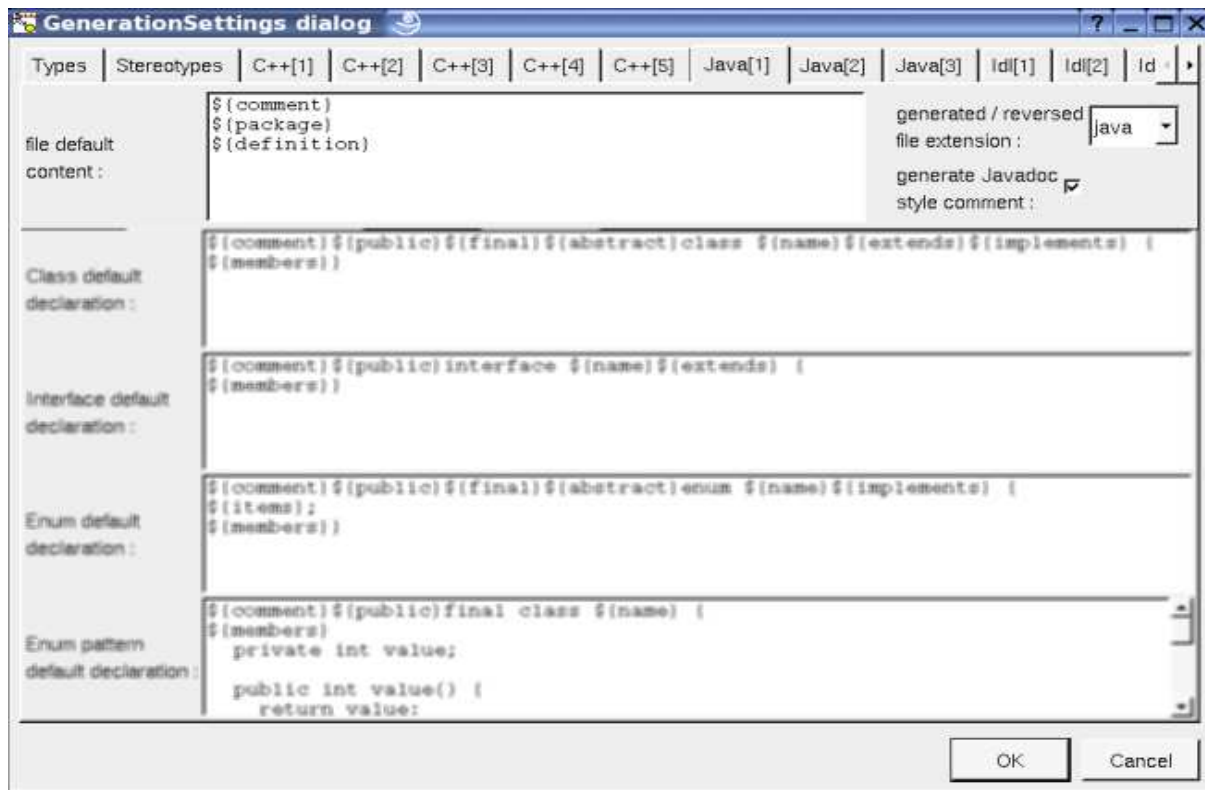 GenerationSettings dialog
Types Stereotypes C++[1] C++[2] C++[3] C++[4] C++[5] Java[1] Java[2] Java[3] Idl[1] Idl[2] Id
file default
content :
${comment}
${package}
${definition}
generated / reversed
file extension :
java
generate Javadoc
style comment :
Class default
declaration :
${comment}${public}${final}${abstract}class ${name}${extends}${implements} {
${members}}
Interface default
declaration :
${comment}${public}interface ${name}${extends} {
${members}}
Enum default
declaration :
${comment}${public}${final}${abstract}enum ${name}${implements} {
${items};
${members}}
Enum pattern
default declaration :
${comment}${public}final class ${name} {
${members}
private int value;
public int value() {
return value;
OK Cancel